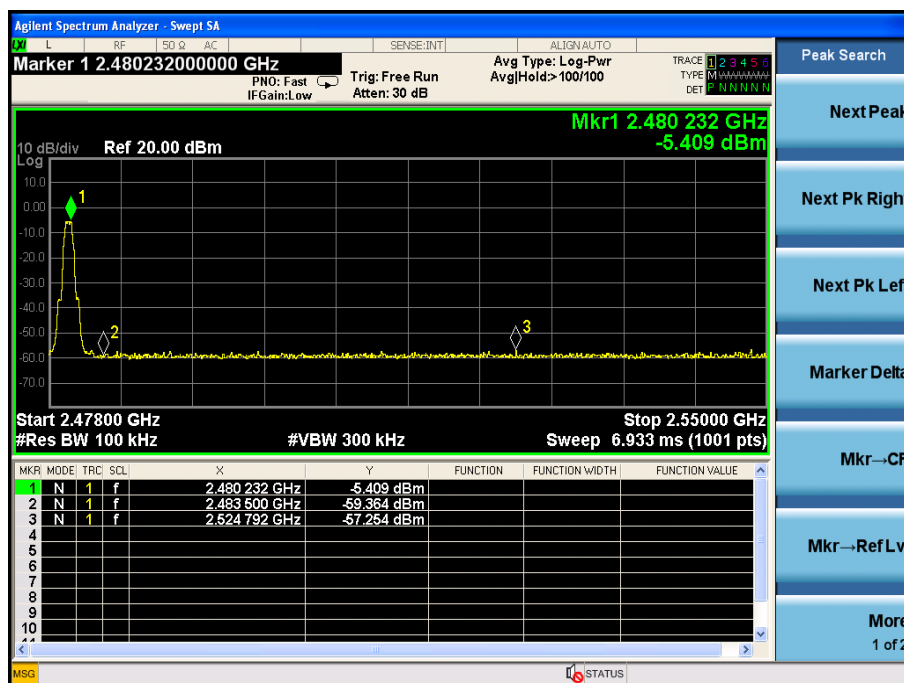 Agilent Spectrum Analyzer - Swept SA
LXI L RF 50 Ω AC SENSE:INT ALIGN AUTO
Marker 1 2.480232000000 GHz
PNO: Fast
IFGain:Low
Trig: Free Run
Atten: 30 dB
Avg Type: Log-Pwr
Avg|Hold:>100/100
TRACE 1 2 3 4 5 6
TYPE M
DET P N N N N N
Mkr1 2.480 232 GHz
-5.409 dBm
10 dB/div Ref 20.00 dBm
Log
10.0
0.00
-10.0
-20.0
-30.0
-40.0
-50.0
-60.0
-70.0
1
2
3
Start 2.47800 GHz Stop 2.55000 GHz
#Res BW 100 kHz #VBW 300 kHz Sweep 6.933 ms (1001 pts)
MKR MODE TRC SCL X Y FUNCTION FUNCTION WIDTH FUNCTION VALUE
1 N 1 f 2.480 232 GHz -5.409 dBm
2 N 1 f 2.483 500 GHz -59.364 dBm
3 N 1 f 2.524 792 GHz -57.254 dBm
4
5
6
7
8
9
10
11
MSG STATUS
Peak Search
Next Peak
Next Pk Righ
Next Pk Lef
Marker Delta
Mkr→CF
Mkr→Ref Lv
More
1 of 2